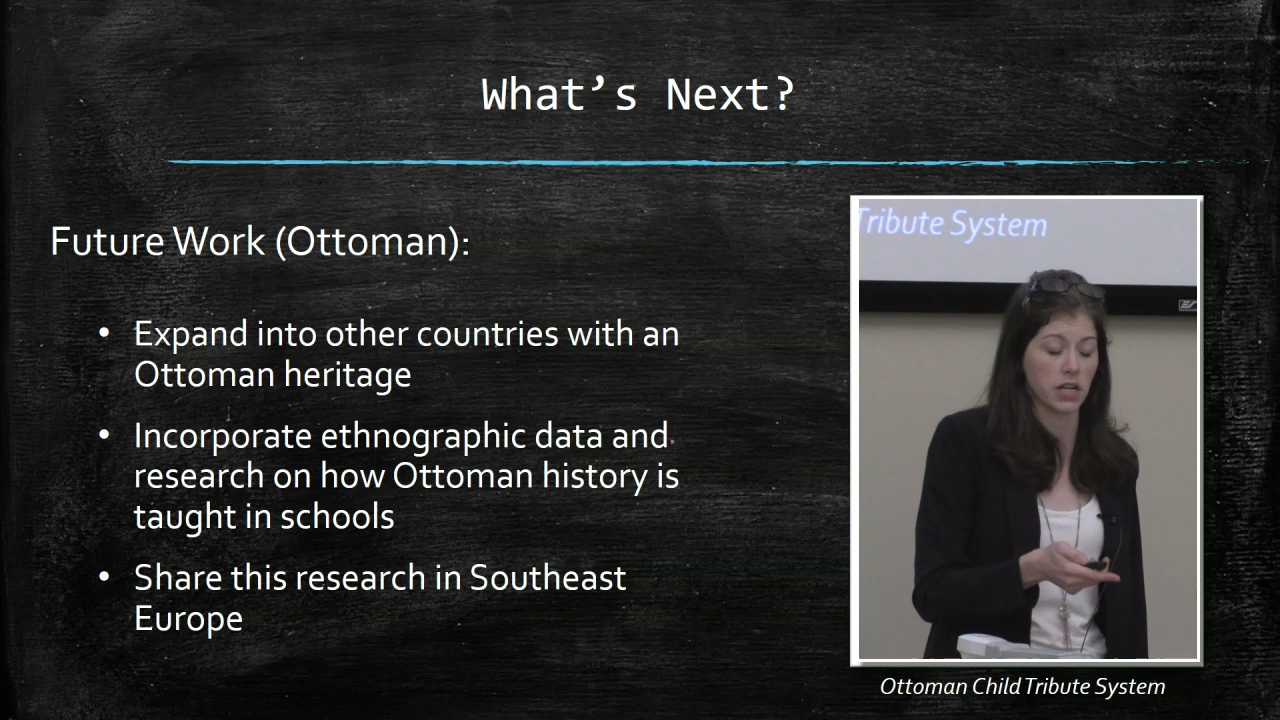 What’s Next?
Future Work (Ottoman):
• Expand into other countries with an
Ottoman heritage
• Incorporate ethnographic data and
research on how Ottoman history is
taught in schools
• Share this research in Southeast
Europe
Tribute System
Ottoman Child Tribute System